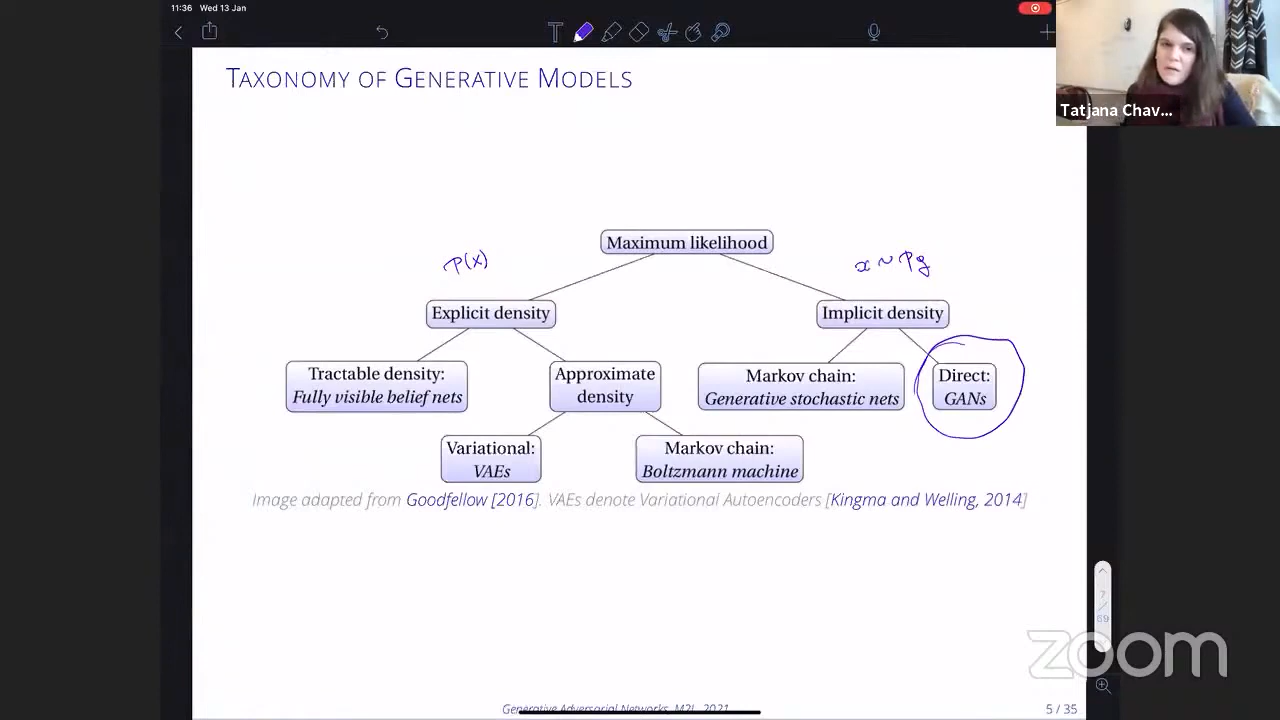 11:36 Wed 13 Jan
Tatjana Chav...
TAXONOMY OF GENERATIVE MODELS
Maximum likelihood
P(x)
x ~ Pg
Explicit density
Implicit density
Tractable density:
Fully visible belief nets
Approximate
density
Markov chain:
Generative stochastic nets
Direct:
GANs
Variational:
VAEs
Markov chain:
Boltzmann machine
Image adapted from Goodfellow [2016]. VAEs denote Variational Autoencoders [Kingma and Welling, 2014]
7
/
69
zoom
Generative Adversarial Networks, M2L, 2021
5 / 35